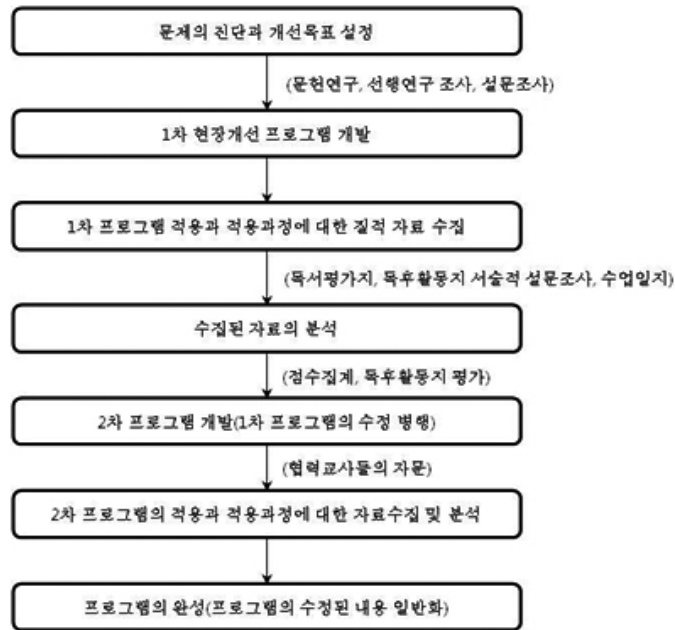 문제의 진단과 개선목표 설정
(문헌연구, 선행연구 조사, 설문조사)
1차 현장개선 프로그램 개발
1차 프로그램 적용과 적용과정에 대한 질적 자료 수집
(독서평가지, 독후활동지 서술적 설문조사, 수업일지)
수집된 자료의 분석
(점수집계, 독후활동지 평가)
2차 프로그램 개발(1차 프로그램의 수정 병행)
(협력교사들의 자문)
2차 프로그램의 적용과 적용과정에 대한 자료수집 및 분석
프로그램의 완성(프로그램의 수정된 내용 일반화)